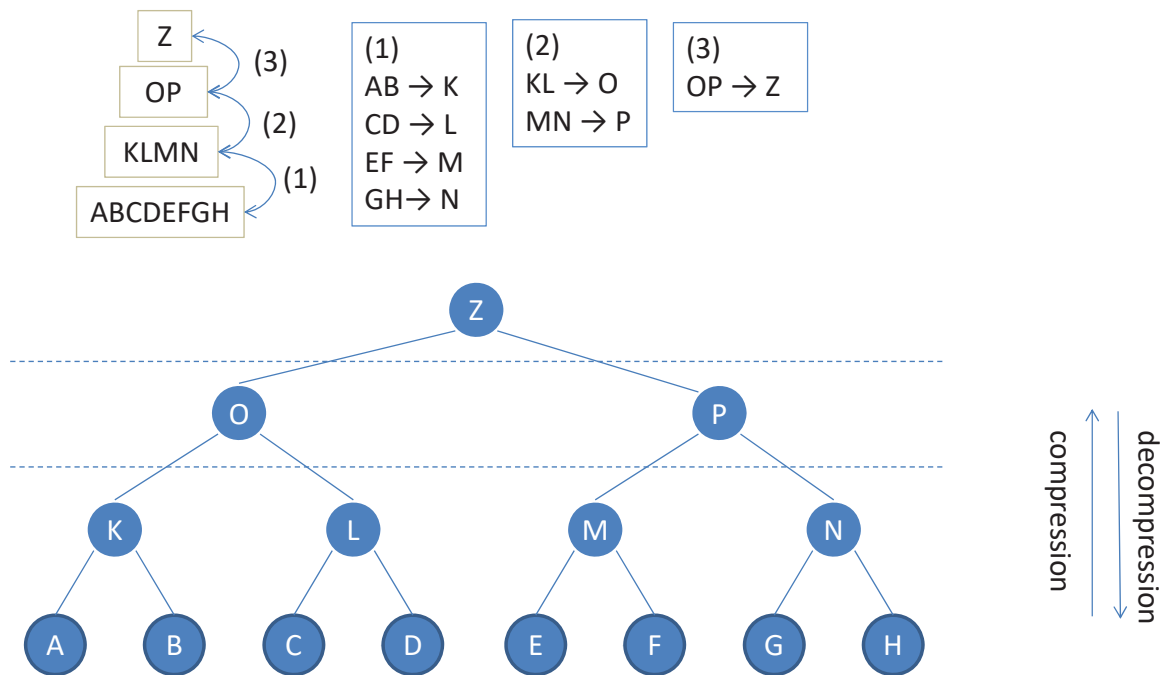 Z
(3)
OP
(2)
KLMN
(1)
ABCDEFGH
(1)
AB → K
CD → L
EF → M
GH→ N
(2)
KL → O
MN → P
(3)
OP → Z
Z
O
P
K
L
M
N
A
B
C
D
E
F
G
H
compression
decompression